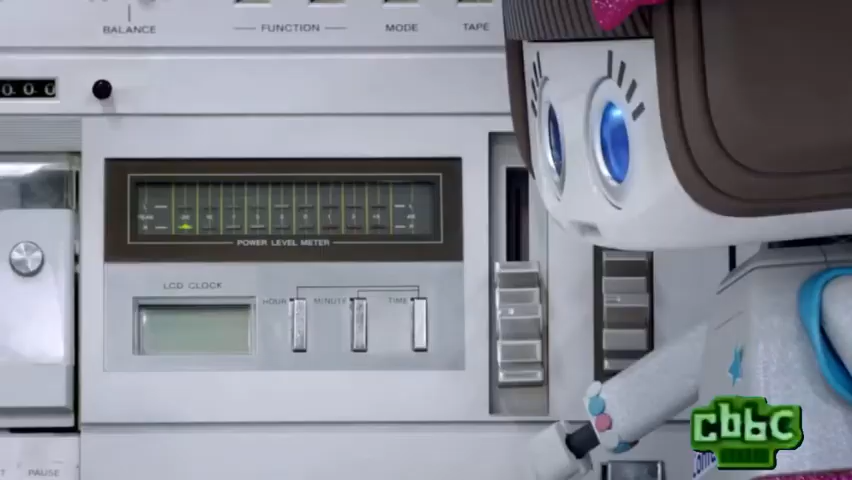 BALANCE
FUNCTION
MODE
TAPE
000
POWER LEVEL METER
LCD CLOCK
HOUR
MINUTE
TIME
PAUSE
cbbc